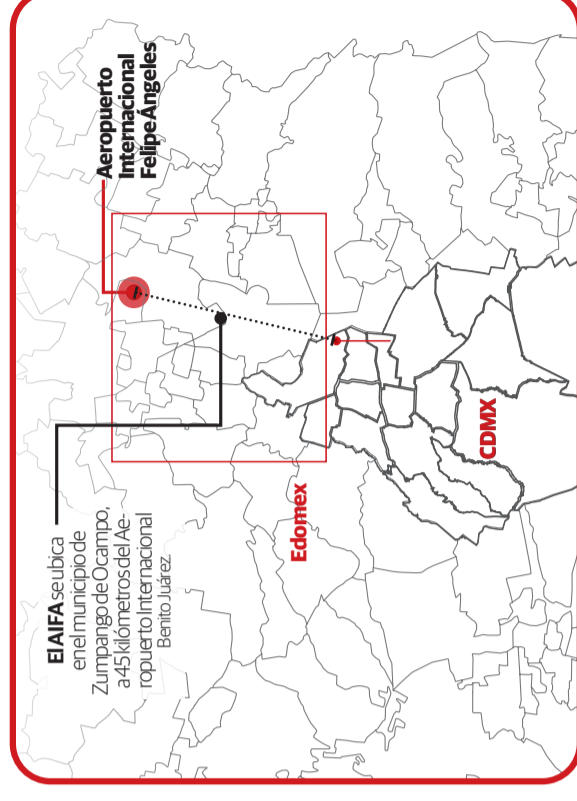 El AIFA se ubica
en el municipio de
Zumpango de Ocampo,
a 45 kilómetros del Ae-
ropuerto Internacional
Benito Juárez.
Aeropuerto
Internacional
Felipe Ángeles
Edomex
CDMX